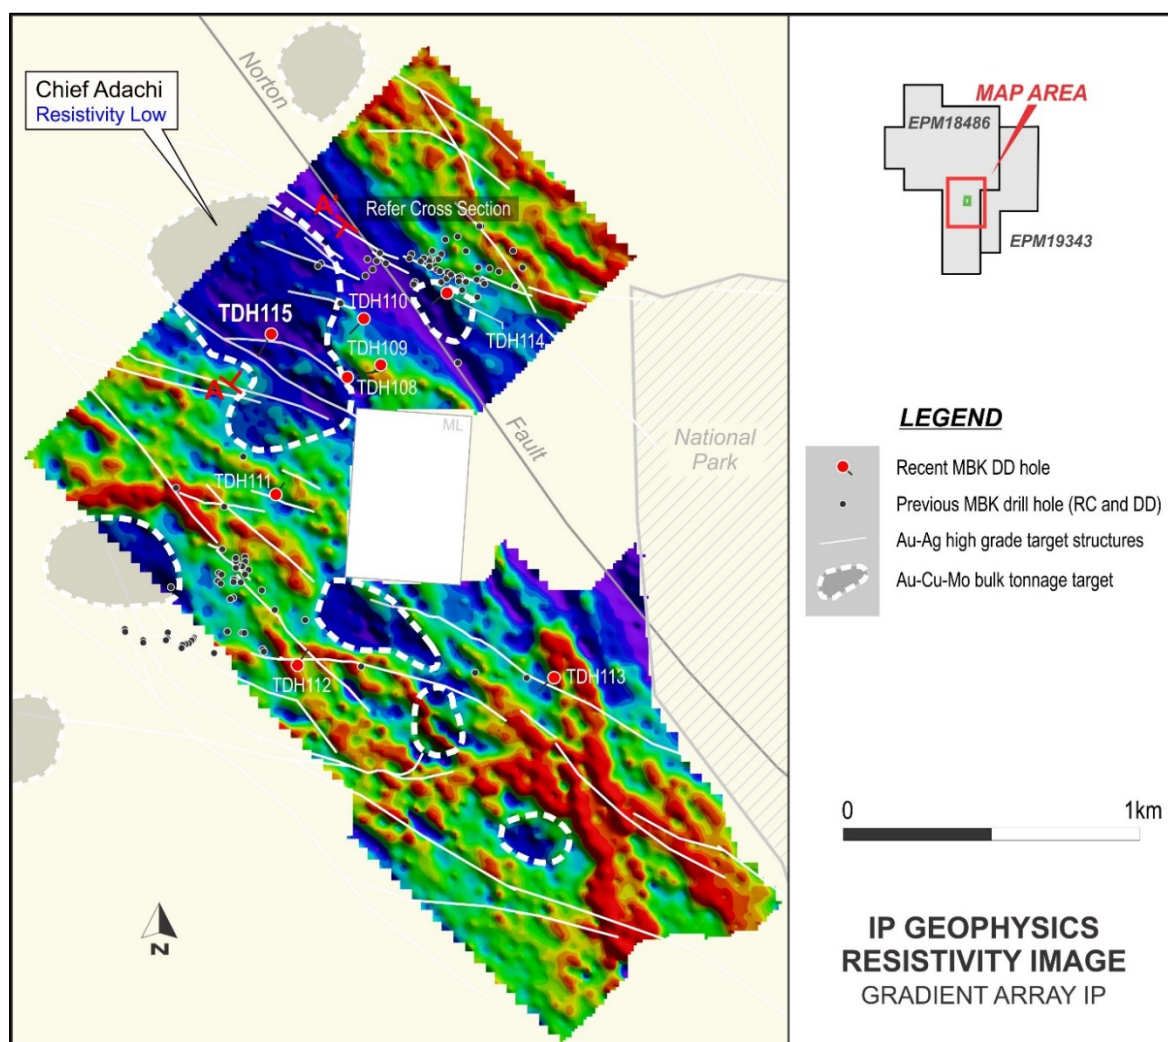 Chief Adachi
Resistivity Low
Norton
A'
Refer Cross Section
TDH110
TDH115
TDH114
TDH109
TDH108
A
ML
Fault
National
Park
TDH111
TDH112
TDH113
N
MAP AREA
EPM18486
EPM19343
LEGEND
Recent MBK DD hole
Previous MBK drill hole (RC and DD)
Au-Ag high grade target structures
Au-Cu-Mo bulk tonnage target
0 1km
IP GEOPHYSICS
RESISTIVITY IMAGE
GRADIENT ARRAY IP